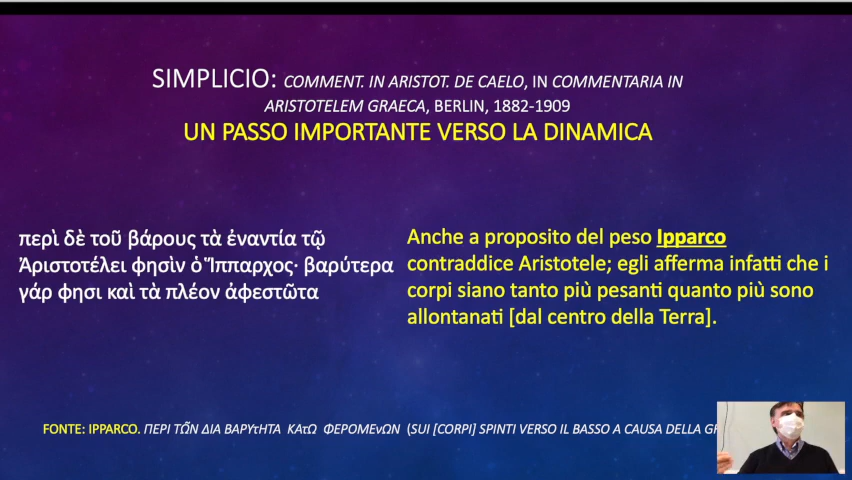 SIMPLICIO: COMMENT. IN ARISTOT. DE CAELO, IN COMMENTARIA IN
ARISTOTELEM GRAECA, BERLIN, 1882-1909
UN PASSO IMPORTANTE VERSO LA DINAMICA
περὶ δὲ τοῦ βάρους τὰ ἐναντία τῷ
Ἀριστοτέλει φησὶν ὁ Ἵππαρχος· βαρύτερα
γάρ φησι καὶ τὰ πλέον ἀφεστῶτα
Anche a proposito del peso Ipparco
contraddice Aristotele; egli afferma infatti che i
corpi siano tanto più pesanti quanto più sono
allontanati [dal centro della Terra].
FONTE: IPPARCO. ΠΕΡΙ ΤῶΝ ΔΙΑ ΒΑΡΥτΗΤΑ ΚΑτΩ ΦΕΡΟΜΕνΩΝ (SUI [CORPI] SPINTI VERSO IL BASSO A CAUSA DELLA